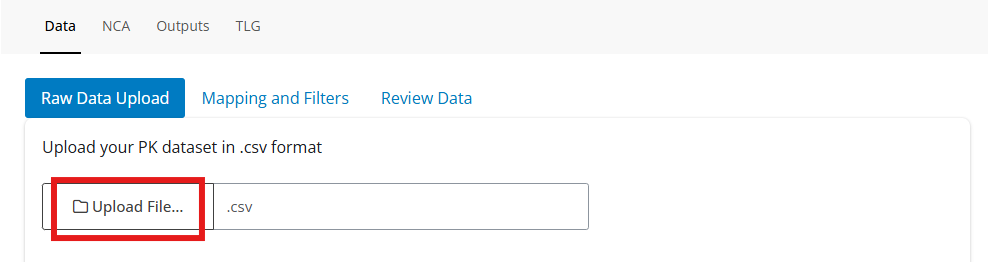 Data NCA Outputs TLG
Raw Data Upload Mapping and Filters Review Data
Upload your PK dataset in .csv format
Upload File... .csv